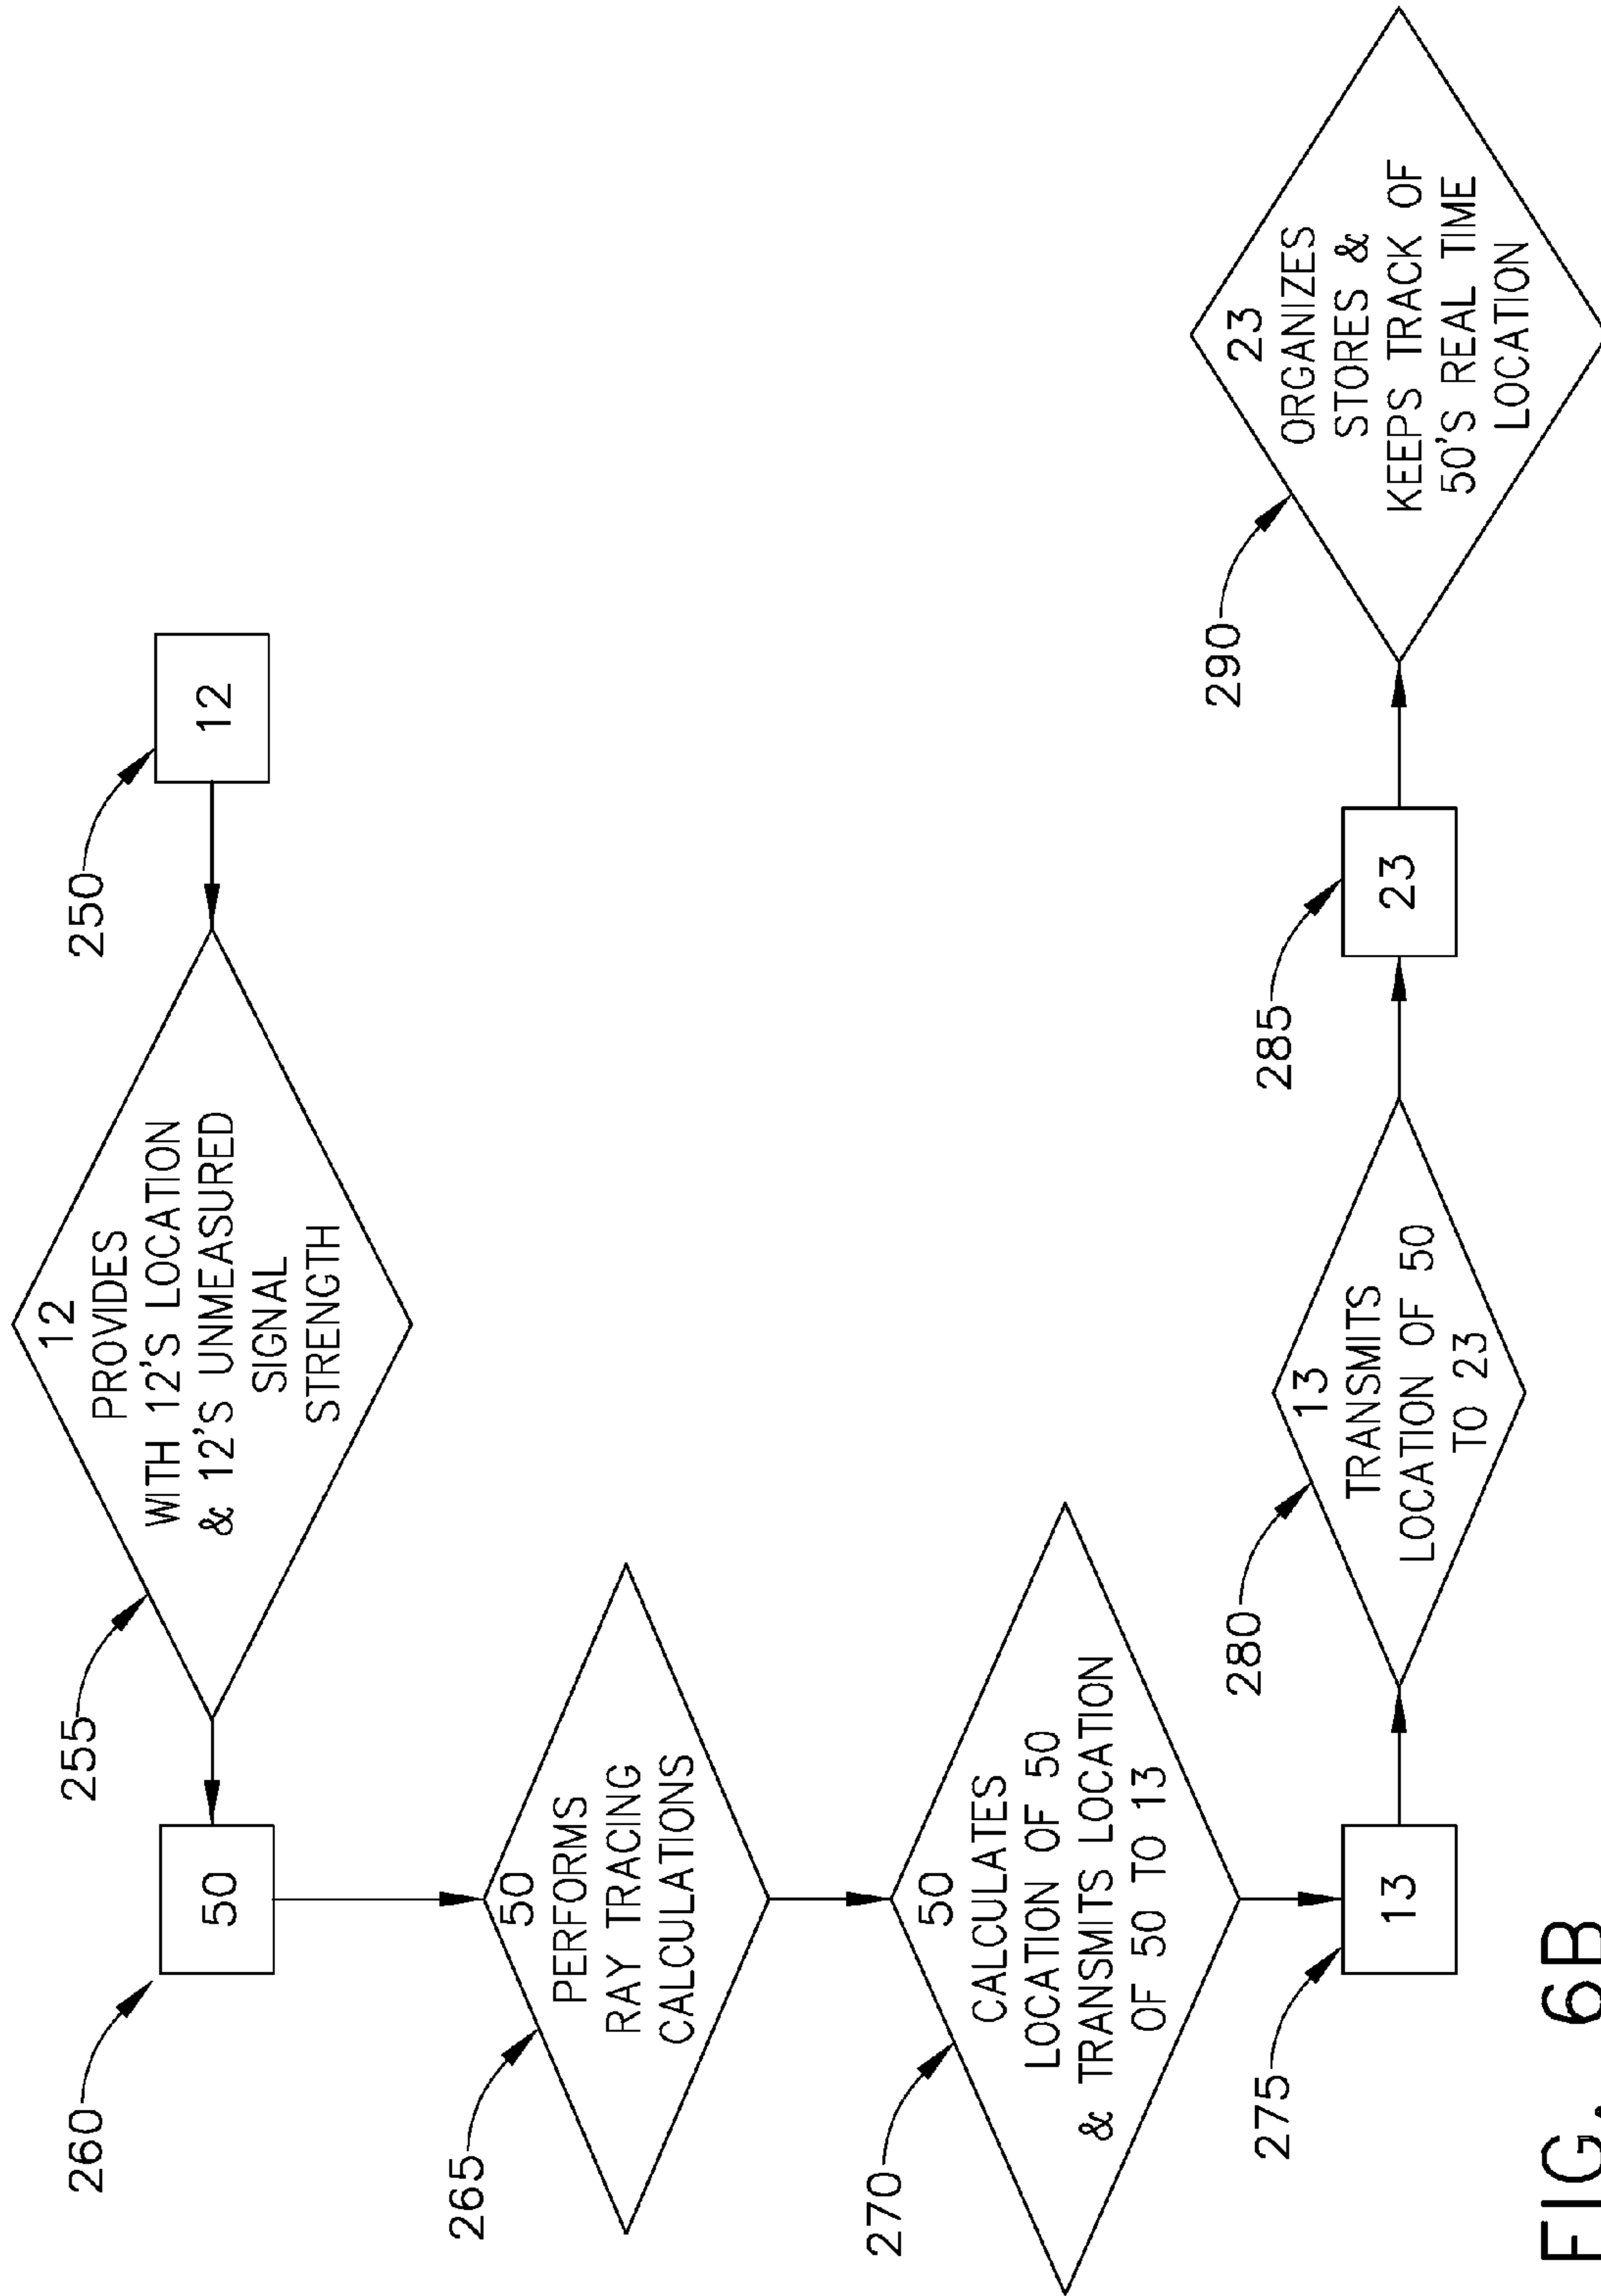 250
12
255
12
PROVIDES
WITH 12'S LOCATION
& 12'S UNMEASURED
SIGNAL
STRENGTH
260
50
265
50
PERFORMS
RAY TRACING
CALCULATIONS
270
50
CALCULATES
LOCATION OF 50
& TRANSMITS LOCATION
OF 50 TO 13
275
13
280
13
TRANSMITS
LOCATION OF 50
TO 23
285
23
290
23
ORGANIZES
STORES &
KEEPS TRACK OF
50'S REAL TIME
LOCATION
FIG. 6B